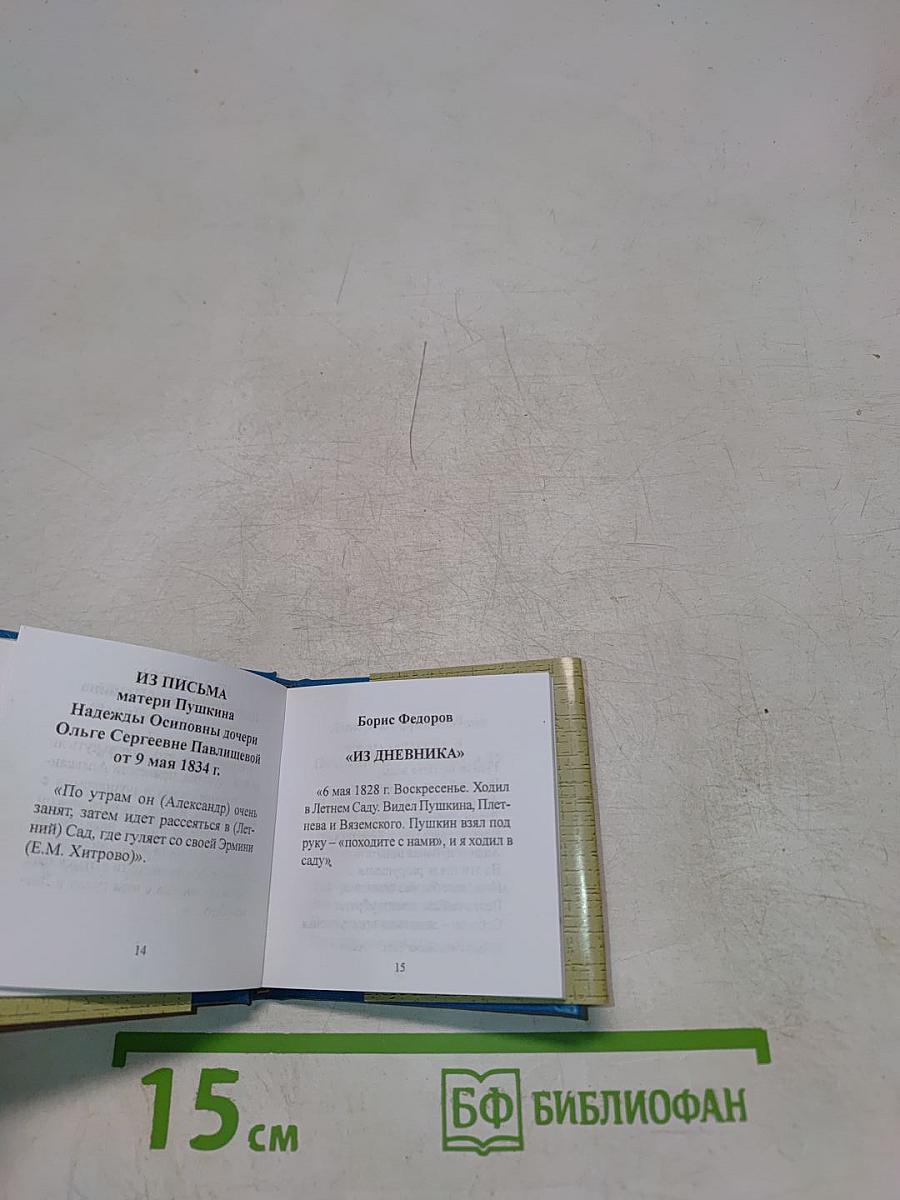 ИЗ ПИСЬМА
матери Пушкина
Надежды Осиповны дочери
Ольге Сергеевне Павлищевой
от 9 мая 1834 г.
«По утрам он (Александр) очень
занят, затем идет рассеяться в (Лет-
ний) Сад, где гуляет со своей Эрмини
(Е.М. Хитрово)».
14
Борис Федоров
«ИЗ ДНЕВНИКА»
«6 мая 1828 г. Воскресенье. Ходил
в Летнем Саду. Видел Пушкина, Плет-
нева и Вяземского. Пушкин взял под
руку – «походите с нами», и я ходил в
саду».
15
15 см
БФ БИБЛИОФАН